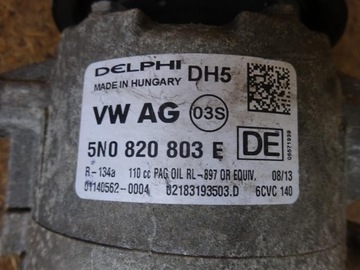 DELPHI DH5
MADE IN HUNGARY
VW AG 03S
5N0 820 803 E DE
R-134a 110 cc PAG OIL RL-897 OR EQUIV. 08/13
01140562-0004 82183193503.D 6CVC 140